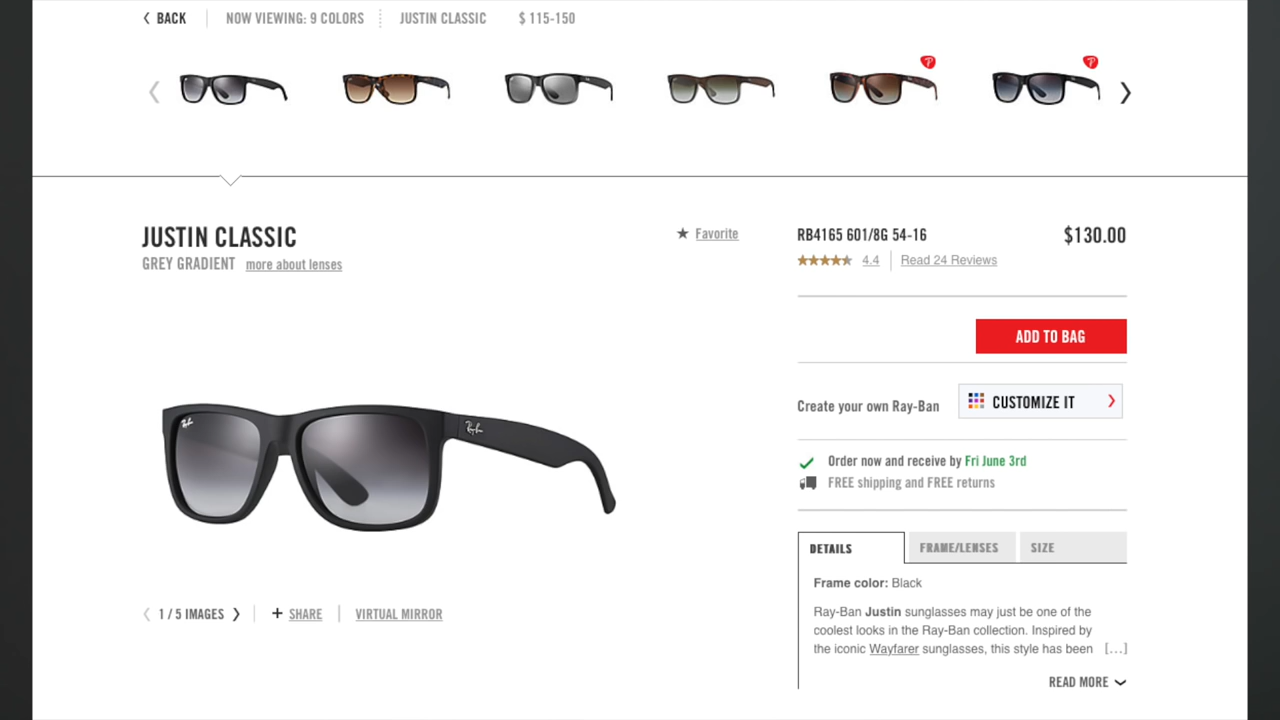 BACK
NOW VIEWING: 9 COLORS
JUSTIN CLASSIC
$ 115-150
JUSTIN CLASSIC
GREY GRADIENT more about lenses
Favorite
Ray-Ban
Ray-Ban
1 / 5 IMAGES
+ SHARE
VIRTUAL MIRROR
RB4165 601/8G 54-16
$130.00
4.4
Read 24 Reviews
ADD TO BAG
Create your own Ray-Ban
CUSTOMIZE IT
Order now and receive by Fri June 3rd
FREE shipping and FREE returns
DETAILS
FRAME/LENSES
SIZE
Frame color: Black
Ray-Ban Justin sunglasses may just be one of the
coolest looks in the Ray-Ban collection. Inspired by
the iconic Wayfarer sunglasses, this style has been [...]
READ MORE